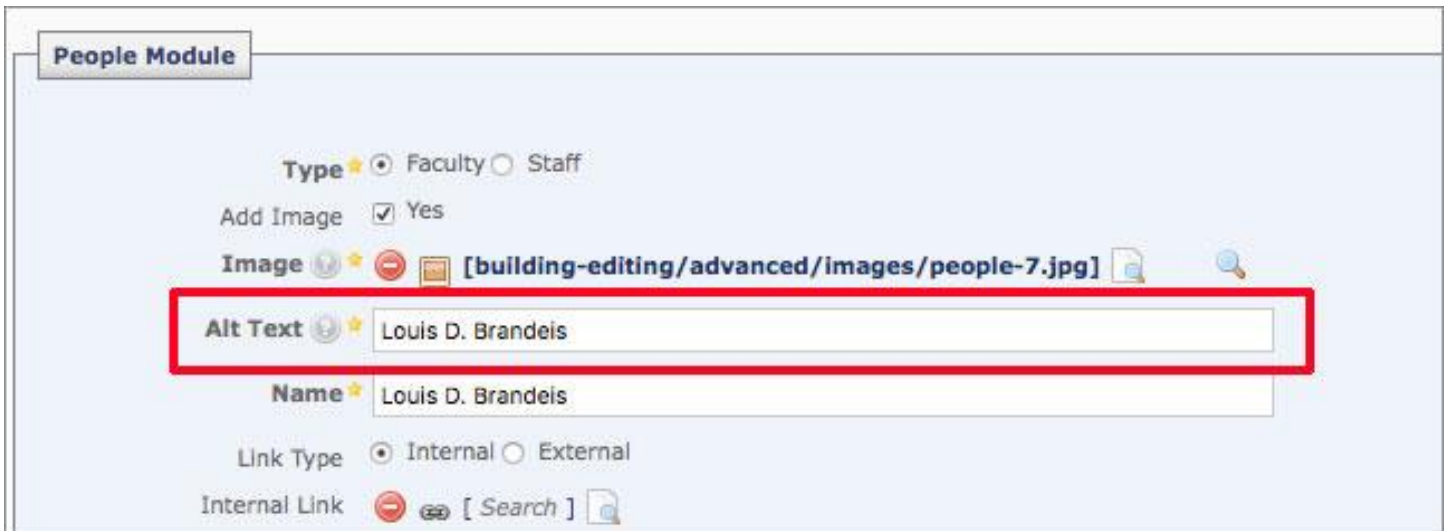 People Module
Type Faculty Staff
Add Image Yes
Image [building-editing/advanced/images/people-7.jpg]
Alt Text Louis D. Brandeis
Name Louis D. Brandeis
Link Type Internal External
Internal Link [ Search ]